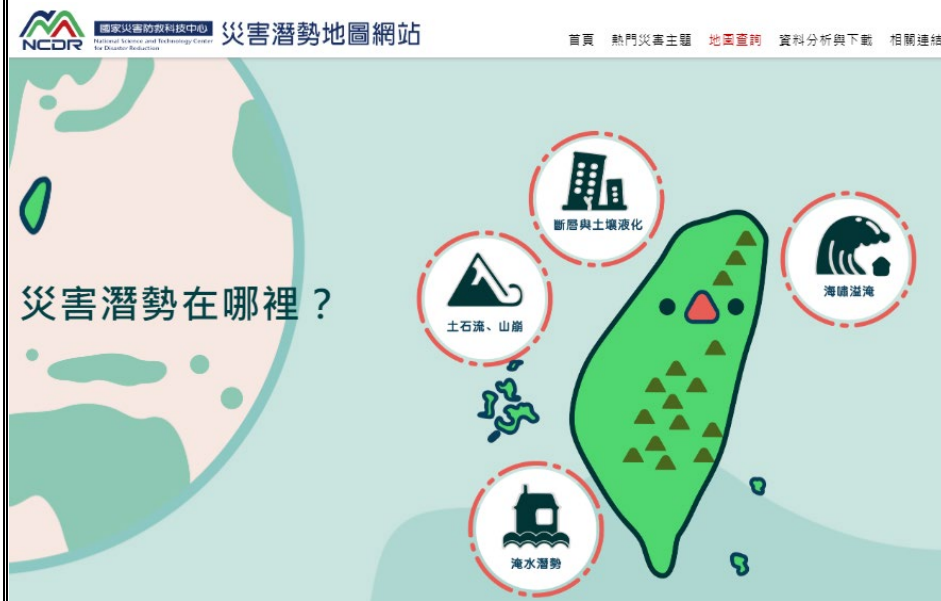 NCDR
國家災害防救科技中心
National Science and Technology Center
for Disaster Reduction
災害潛勢地圖網站
首頁 熱門災害主題 地圖查詢 資料分析與下載 相關連結
斷層與土壤液化
土石流、山崩
海嘯溢淹
災害潛勢在哪裡？
淹水潛勢